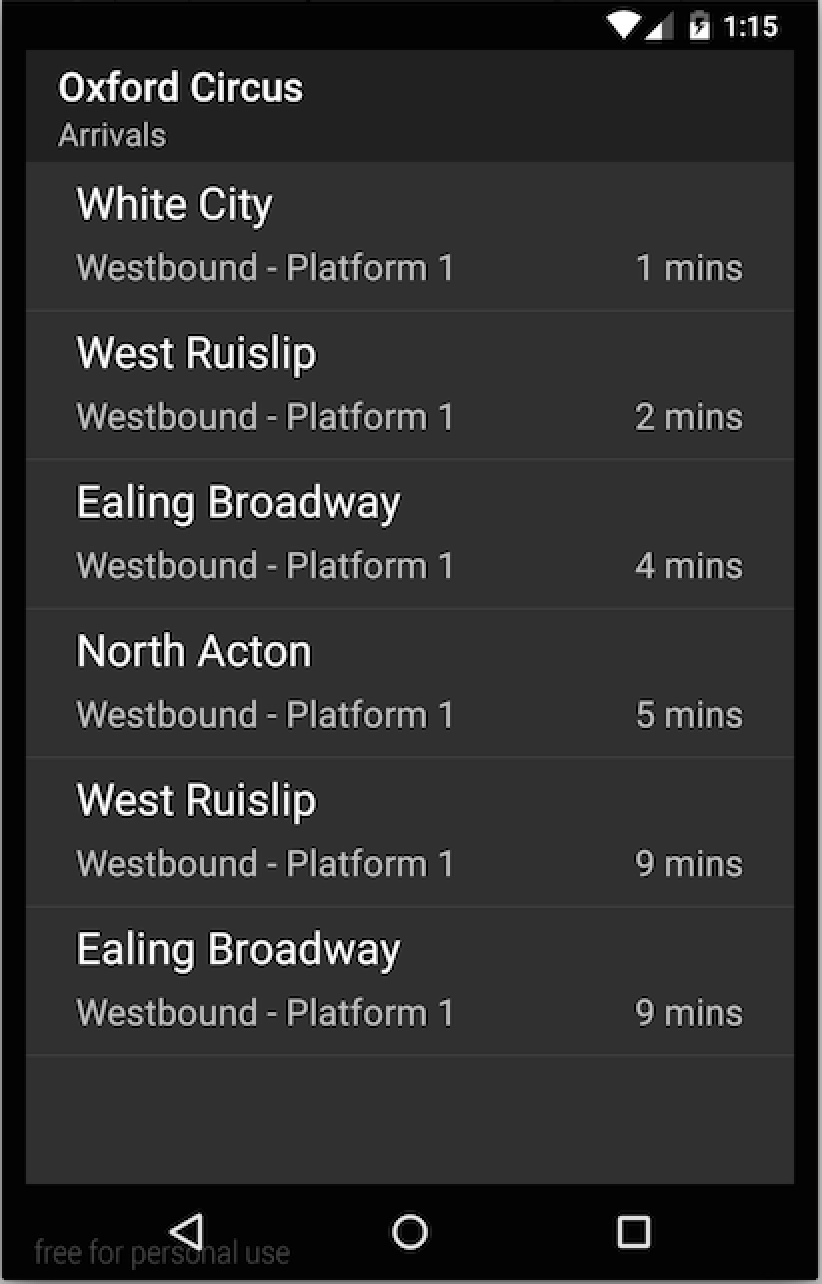 1:15
Oxford Circus
Arrivals
White City
Westbound - Platform 1 1 mins
West Ruislip
Westbound - Platform 1 2 mins
Ealing Broadway
Westbound - Platform 1 4 mins
North Acton
Westbound - Platform 1 5 mins
West Ruislip
Westbound - Platform 1 9 mins
Ealing Broadway
Westbound - Platform 1 9 mins
free for personal use